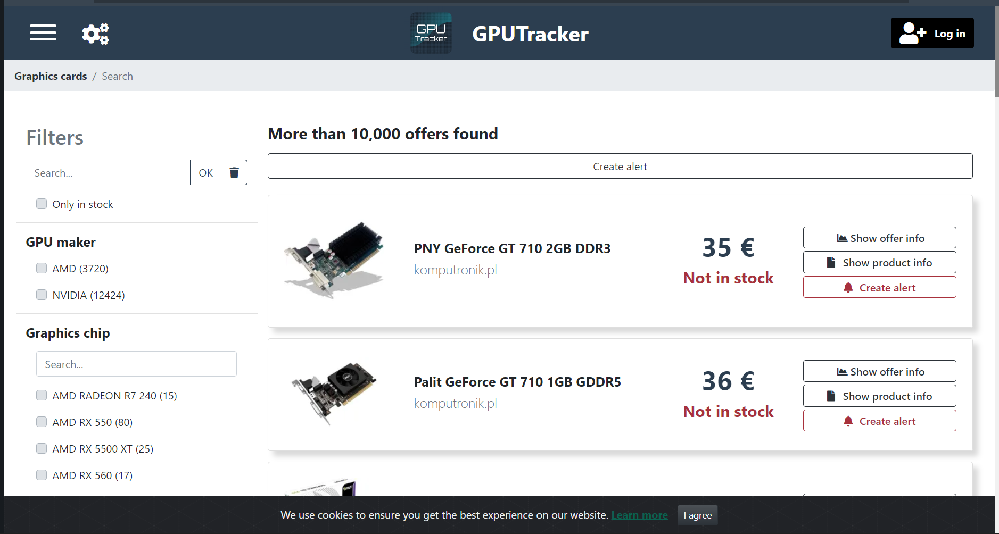 GPU
Tracker
GPUTracker
Log in
Graphics cards / Search
Filters
Search...
OK
Only in stock
GPU maker
AMD (3720)
NVIDIA (12424)
Graphics chip
Search...
AMD RADEON R7 240 (15)
AMD RX 550 (80)
AMD RX 5500 XT (25)
AMD RX 560 (17)
More than 10,000 offers found
Create alert
PNY GeForce GT 710 2GB DDR3
komputronik.pl
35 €
Not in stock
Show offer info
Show product info
Create alert
Palit GeForce GT 710 1GB GDDR5
komputronik.pl
36 €
Not in stock
Show offer info
Show product info
Create alert
We use cookies to ensure you get the best experience on our website. Learn more
I agree